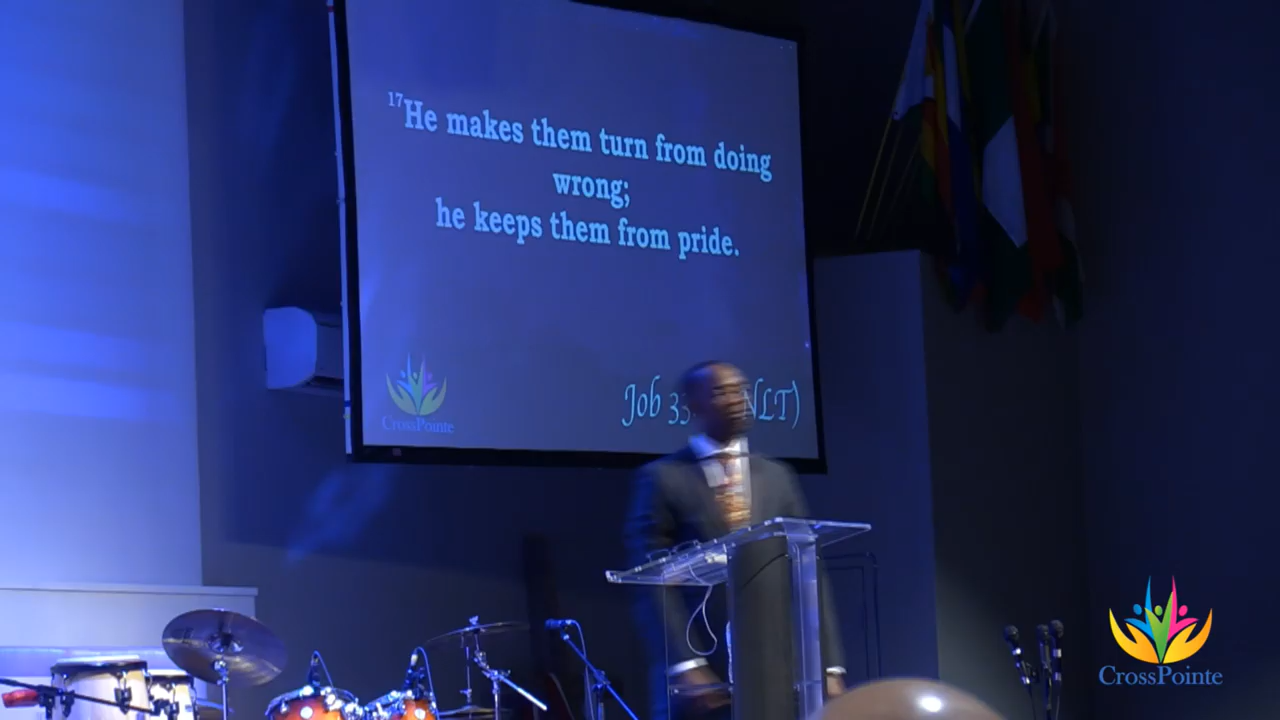 17He makes them turn from doing
wrong;
he keeps them from pride.
Job 33 NLT)
CrossPointe
CrossPointe